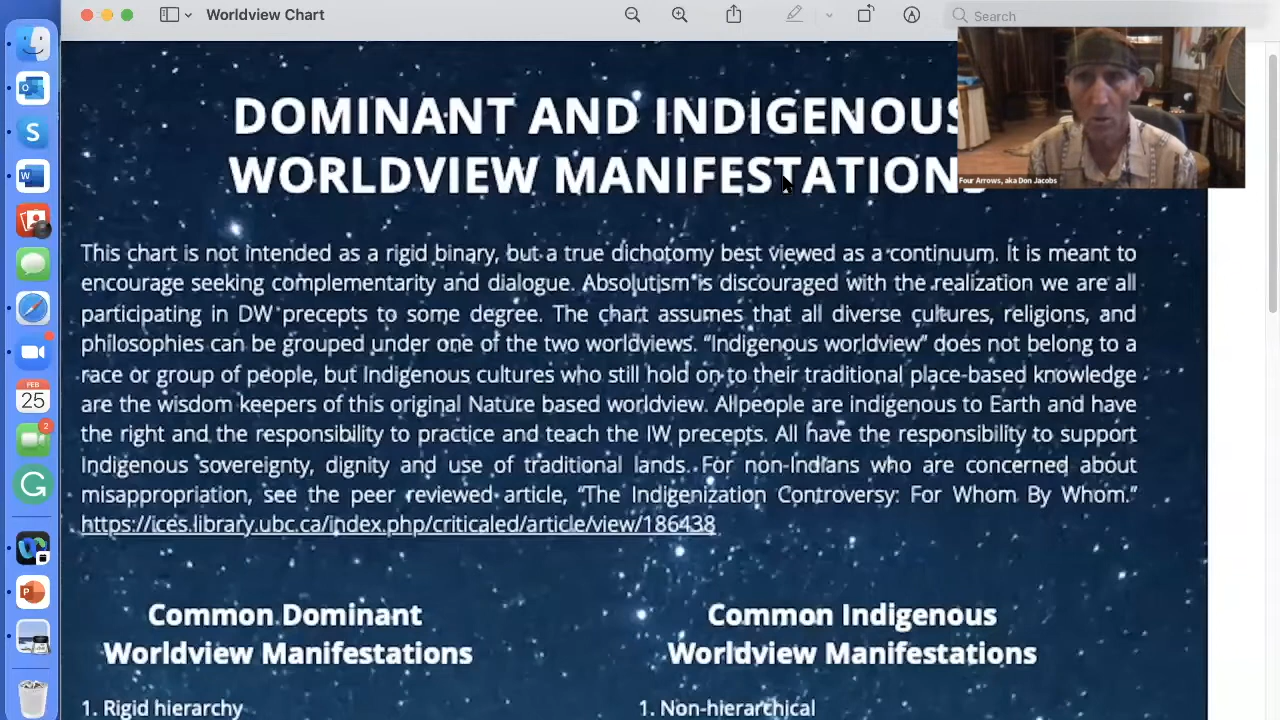 Worldview Chart
Search
DOMINANT AND INDIGENOUS
WORLDVIEW MANIFESTATIONS
Four Arrows, aka Don Jacobs
This chart is not intended as a rigid binary, but a true dichotomy best viewed as a continuum. It is meant to
encourage seeking complementarity and dialogue. Absolutism is discouraged with the realization we are all
participating in DW precepts to some degree. The chart assumes that all diverse cultures, religions, and
philosophies can be grouped under one of the two worldviews. “Indigenous worldview” does not belong to a
race or group of people, but Indigenous cultures who still hold on to their traditional place-based knowledge
are the wisdom keepers of this original Nature based worldview. Allpeople are indigenous to Earth and have
the right and the responsibility to practice and teach the IW precepts. All have the responsibility to support
Indigenous sovereignty, dignity and use of traditional lands. For non-Indians who are concerned about
misappropriation, see the peer reviewed article, “The Indigenization Controversy: For Whom By Whom.”
https://ices.library.ubc.ca/index.php/criticaled/article/view/186438
Common Dominant
Worldview Manifestations
Common Indigenous
Worldview Manifestations
1. Rigid hierarchy
1. Non-hierarchical
FEB
25
2